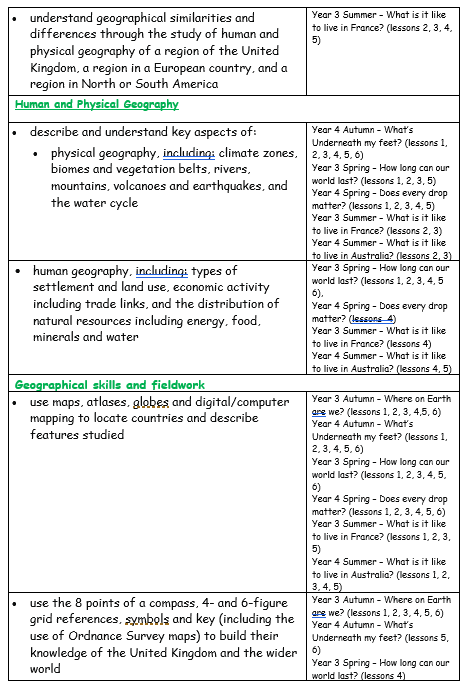 • understand geographical similarities and
differences through the study of human and
physical geography of a region of the United
Kingdom, a region in a European country, and a
region in North or South America
Year 3 Summer – What is it like
to live in France? (lessons 2, 3, 4,
5)
Human and Physical Geography
• describe and understand key aspects of:
• physical geography, including: climate zones,
biomes and vegetation belts, rivers,
mountains, volcanoes and earthquakes, and
the water cycle
Year 4 Autumn – What's
Underneath my feet? (lessons 1,
2, 3, 4, 5, 6)
Year 3 Spring – How long can our
world last? (lessons 1, 2, 3, 5)
Year 4 Spring – Does every drop
matter? (lessons 1, 2, 3, 4, 5)
Year 3 Summer – What is it like
to live in France? (lessons 2, 3)
Year 4 Summer – What is it like
to live in Australia? (lessons 2, 3)
• human geography, including: types of
settlement and land use, economic activity
including trade links, and the distribution of
natural resources including energy, food,
minerals and water
Year 3 Spring – How long can our
world last? (lessons 1, 2, 3, 4, 5
6),
Year 4 Spring – Does every drop
matter? (lessons 4)
Year 3 Summer – What is it like
to live in France? (lessons 4)
Year 4 Summer – What is it like
to live in Australia? (lessons 4, 5)
Geographical skills and fieldwork
• use maps, atlases, globes and digital/computer
mapping to locate countries and describe
features studied
Year 3 Autumn – Where on Earth
are we? (lessons 1, 2, 3, 4,5, 6)
Year 4 Autumn – What's
Underneath my feet? (lessons 1,
2, 3, 4, 5, 6)
Year 3 Spring – How long can our
world last? (lessons 1, 2, 3, 4, 5,
6)
Year 4 Spring – Does every drop
matter? (lessons 1, 2, 3, 4, 5, 6)
Year 3 Summer – What is it like
to live in France? (lessons 1, 2, 3,
5)
Year 4 Summer – What is it like
to live in Australia? (lessons 1, 2,
3, 4, 5)
• use the 8 points of a compass, 4- and 6-figure
grid references, symbols and key (including the
use of Ordnance Survey maps) to build their
knowledge of the United Kingdom and the wider
world
Year 3 Autumn – Where on Earth
are we? (lessons 1, 2, 3, 4, 5, 6)
Year 4 Autumn – What's
Underneath my feet? (lessons 5,
6)
Year 3 Spring – How long can our
world last? (lessons 4)